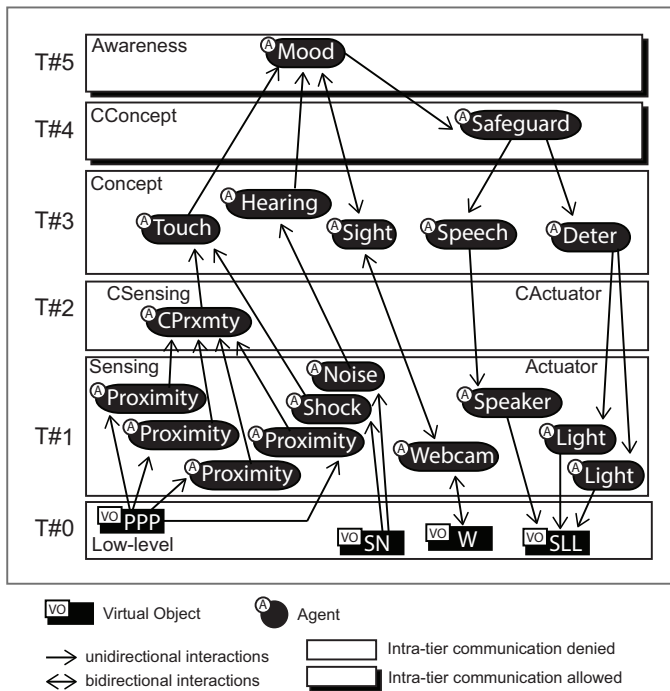 Awareness
T#5
A Mood
CConcept
T#4
A Safeguard
Concept
T#3
A Hearing
A Touch
A Sight
A Speech
A Deter
T#2
CSensing
CActuator
A CPrxmty
Sensing
Actuator
T#1
A Noise
A Proximity
A Shock
A Speaker
A Proximity
A Proximity
A Light
A Webcam
A Proximity
A Light
T#0
VO PPP
Low-level
VO SN
VO W
VO SLL
VO Virtual Object
A Agent
unidirectional interactions
Intra-tier communication denied
bidirectional interactions
Intra-tier communication allowed